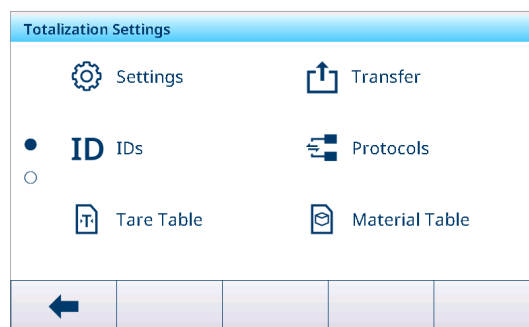 Totalization Settings
Settings
Transfer
ID IDs
Protocols
T Tare Table
Material Table